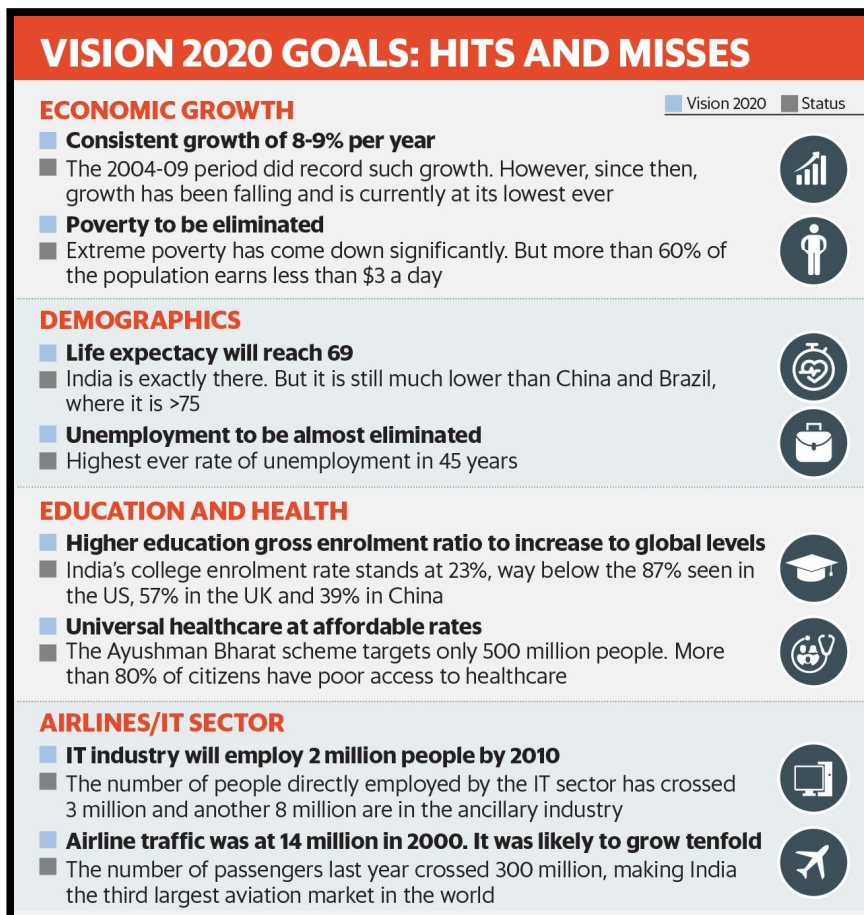 VISION 2020 GOALS: HITS AND MISSES
Vision 2020 Status
ECONOMIC GROWTH
Consistent growth of 8-9% per year
The 2004-09 period did record such growth. However, since then,
growth has been falling and is currently at its lowest ever
Poverty to be eliminated
Extreme poverty has come down significantly. But more than 60% of
the population earns less than $3 a day
DEMOGRAPHICS
Life expectacy will reach 69
India is exactly there. But it is still much lower than China and Brazil,
where it is >75
Unemployment to be almost eliminated
Highest ever rate of unemployment in 45 years
EDUCATION AND HEALTH
Higher education gross enrolment ratio to increase to global levels
India's college enrolment rate stands at 23%, way below the 87% seen in
the US, 57% in the UK and 39% in China
Universal healthcare at affordable rates
The Ayushman Bharat scheme targets only 500 million people. More
than 80% of citizens have poor access to healthcare
AIRLINES/IT SECTOR
IT industry will employ 2 million people by 2010
The number of people directly employed by the IT sector has crossed
3 million and another 8 million are in the ancillary industry
Airline traffic was at 14 million in 2000. It was likely to grow tenfold
The number of passengers last year crossed 300 million, making India
the third largest aviation market in the world